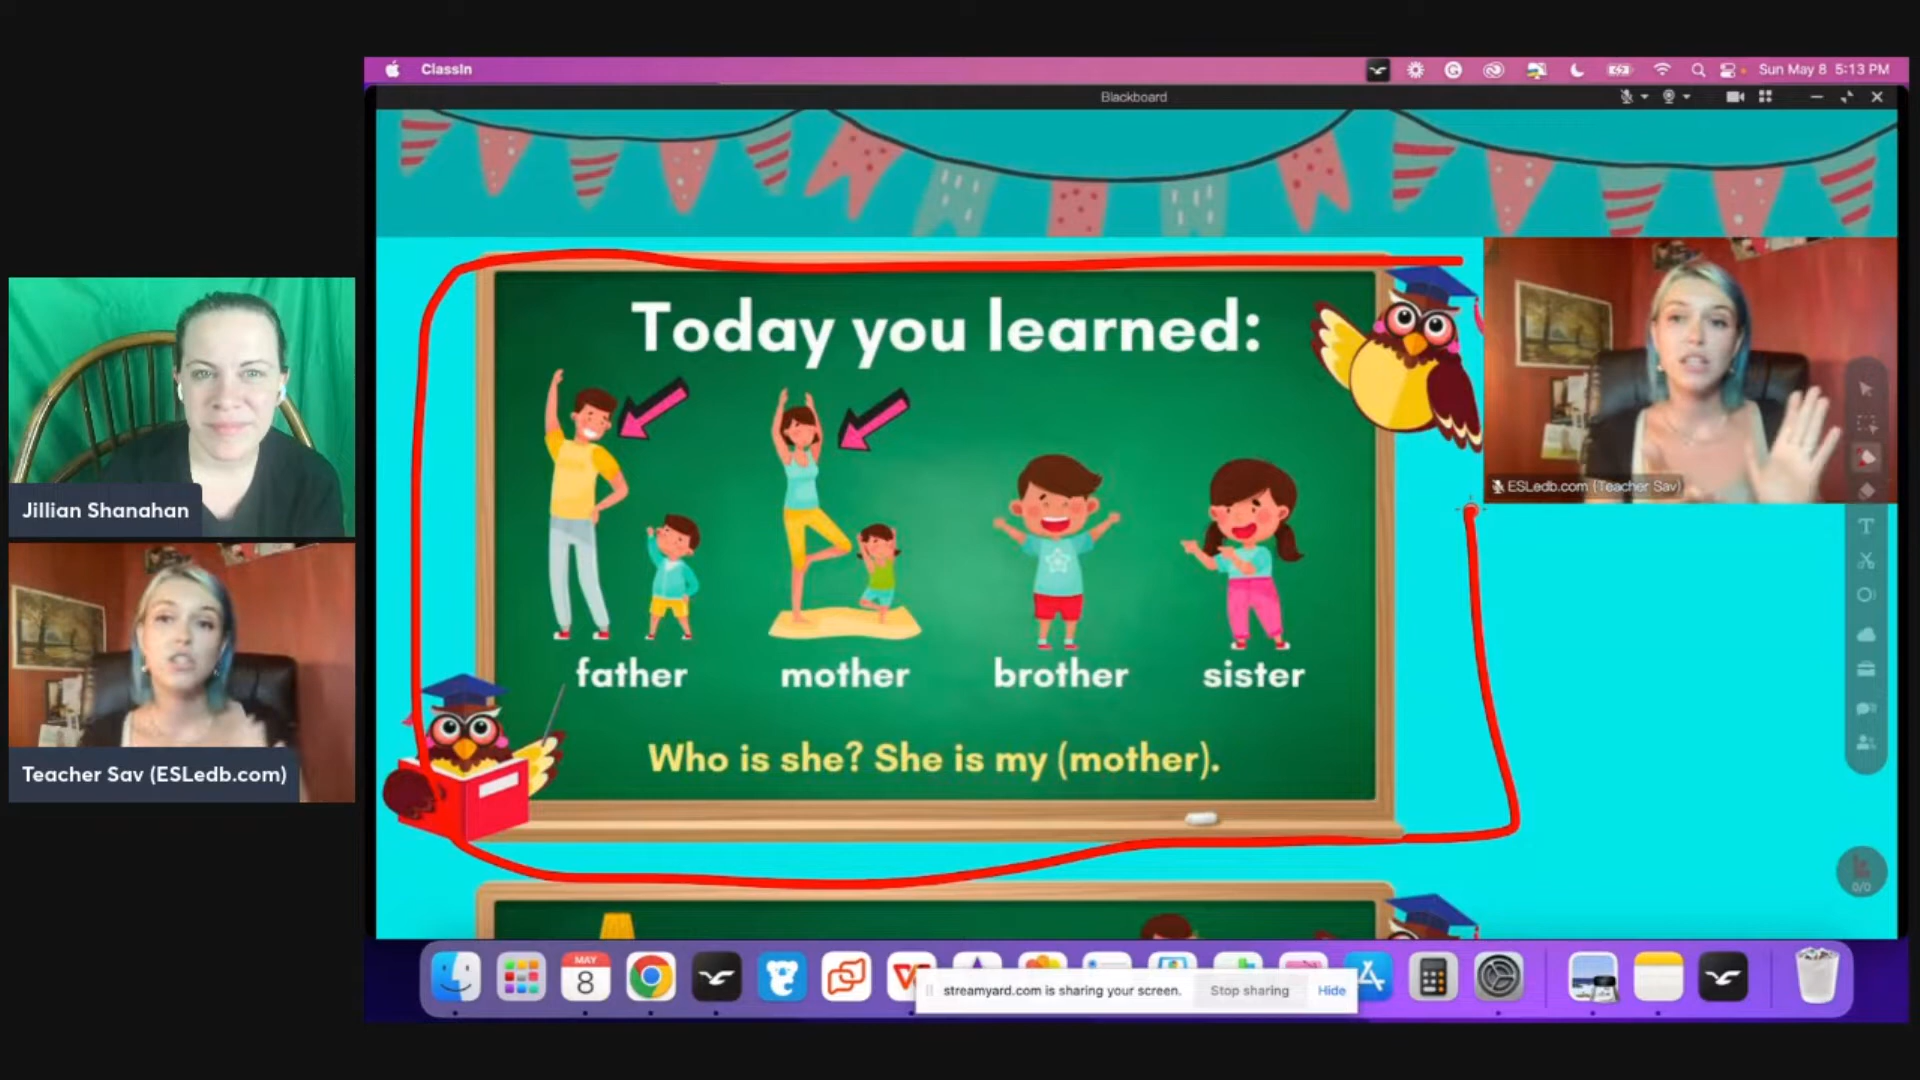 ClassIn
Sun May 8 5:13 PM
Blackboard
Today you learned:
father
mother
brother
sister
Who is she? She is my (mother).
ESLedb.com (Teacher Sav)
Jillian Shanahan
Teacher Sav (ESLedb.com)
0/0
MAY
8
streamyard.com is sharing your screen.
Stop sharing
Hide